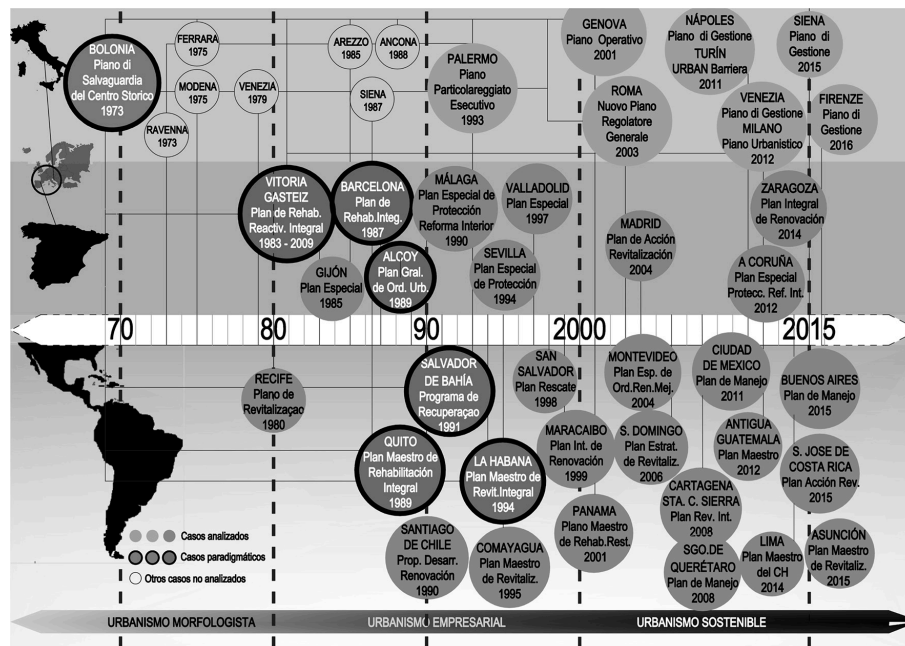 BOLONIA
Piano di
Salvaguardia
del Centro Storico
1973
FERRARA
1975
MODENA
1975
RAVENNA
1973
VENEZIA
1979
AREZZO
1985
ANCONA
1988
SIENA
1987
PALERMO
Piano
Particolareggiato
Esecutivo
1993
GENOVA
Piano Operativo
2001
ROMA
Nuovo Piano
Regolatore
Generale
2003
NÁPOLES
Piano di Gestione
TURÍN
URBAN Barriera
2011
VENEZIA
Piano di Gestione
MILANO
Piano Urbanistico
2012
SIENA
Piano di
Gestione
2015
FIRENZE
Piano di
Gestione
2016
VITORIA
GASTEIZ
Plan de Rehab.
Reactiv. Integral
1983 - 2009
GIJÓN
Plan Especial
1985
BARCELONA
Plan de
Rehab.Integ.
1987
ALCOY
Plan Gral.
de Ord. Urb.
1989
MÁLAGA
Plan Especial de
Protección
Reforma Interior
1990
SEVILLA
Plan Especial
de Protección
1994
VALLADOLID
Plan Especial
1997
MADRID
Plan de Acción
Revitalización
2004
ZARAGOZA
Plan Integral
de Renovación
2014
A CORUÑA
Plan Especial
Protecc. Ref. Int.
2012
70
80
90
2000
2015
RECIFE
Plano de
Revitalizaçao
1980
SALVADOR
DE BAHÍA
Programa de
Recuperaçao
1991
QUITO
Plan Maestro de
Rehabilitación
Integral
1989
LA HABANA
Plan Maestro de
Revit.Integral
1994
SANTIAGO
DE CHILE
Prop. Desarr.
Renovación
1990
COMAYAGUA
Plan Maestro
de Revitaliz.
1995
SAN
SALVADOR
Plan Rescate
1998
MARACAIBO
Plan Int. de
Renovación
1999
PANAMA
Plano Maestro
de Rehab.Rest.
2001
MONTEVIDEO
Plan Esp. de
Ord.Ren.Mej.
2004
S. DOMINGO
Plan Estrat.
de Revitaliz.
2006
CARTAGENA
STA. C. SIERRA
Plan Rev. Int.
2008
SGO.DE
QUERÉTARO
Plan de Manejo
2008
CIUDAD
DE MEXICO
Plan de Manejo
2011
ANTIGUA
GUATEMALA
Plan Maestro
2012
LIMA
Plan Maestro
del CH
2014
BUENOS AIRES
Plan de Manejo
2015
S. JOSE DE
COSTA RICA
Plan Acción Rev.
2015
ASUNCIÓN
Plan Maestro
de Revitaliz.
2015
Casos analizados
Casos paradigmáticos
Otros casos no analizados
URBANISMO MORFOLOGISTA
URBANISMO EMPRESARIAL
URBANISMO SOSTENIBLE